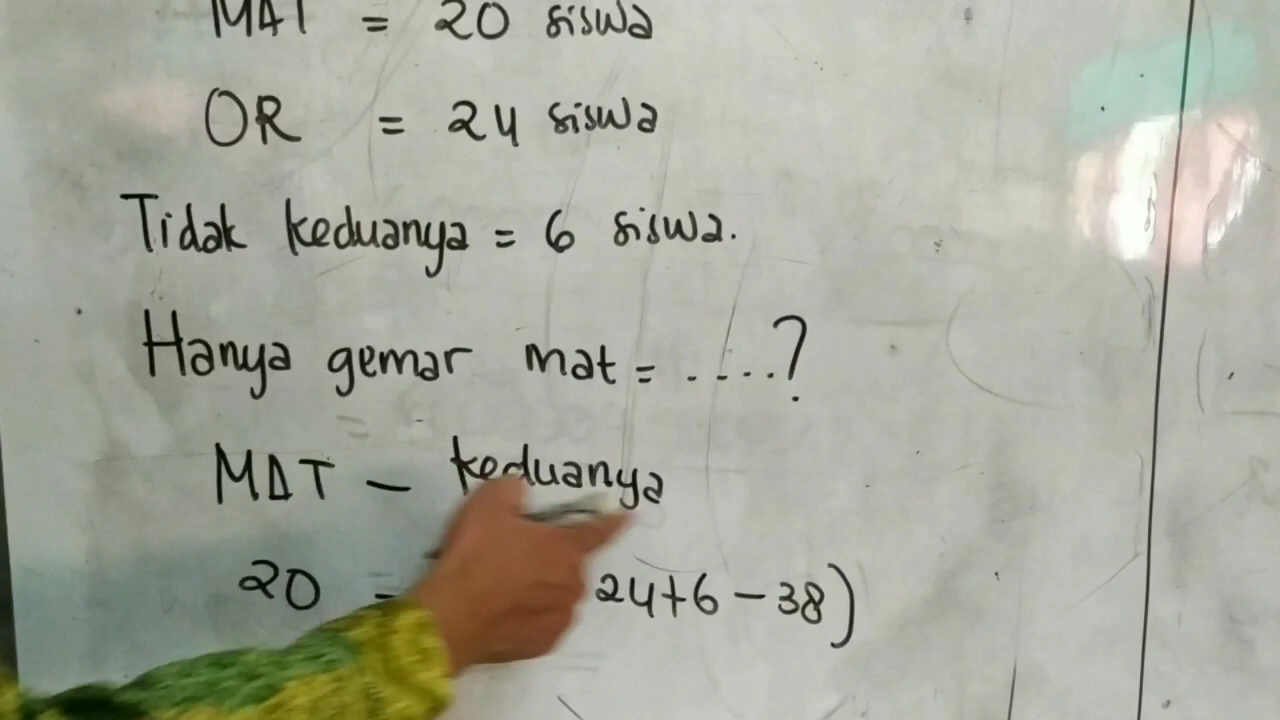 MAT = 20 siswa
OR = 24 siswa
Tidak keduanya = 6 siswa.
Hanya gemar mat = .....?
MAT - keduanya
20 - 24+6-38)